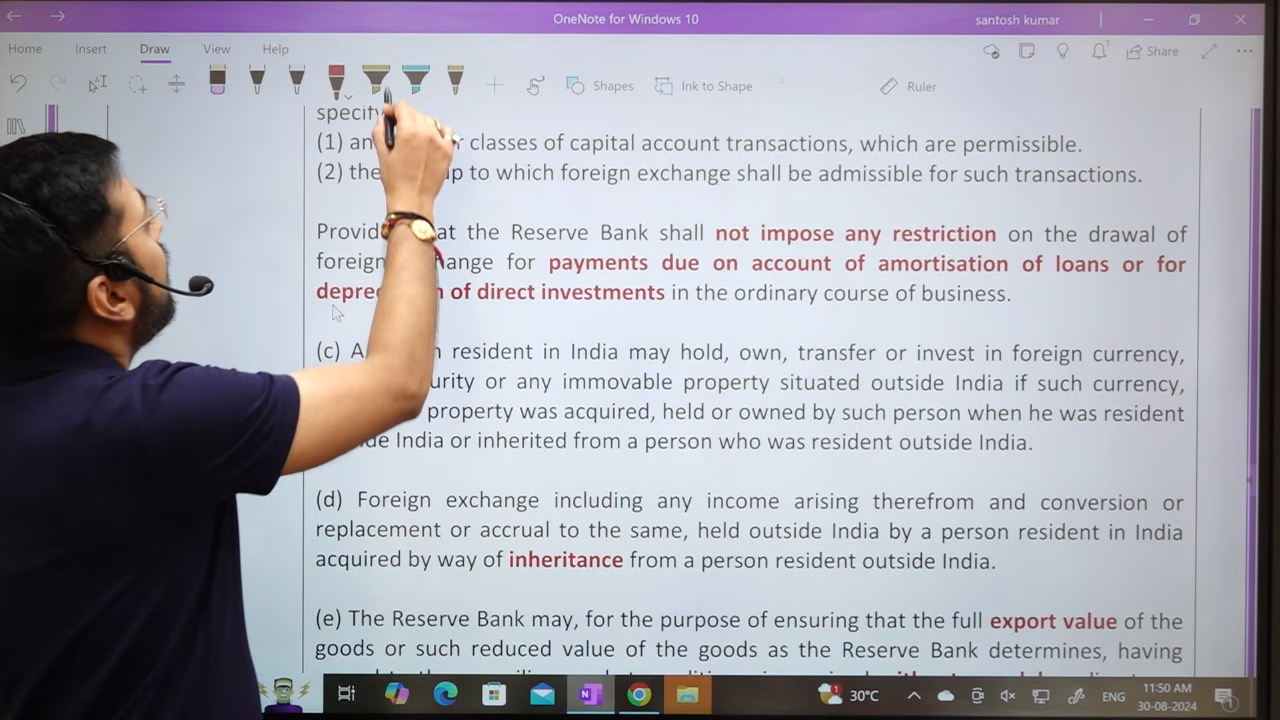 OneNote for Windows 10
santosh kumar
Home Insert Draw View Help
Share
Shapes Ink to Shape Ruler
specify
(1) an classes of capital account transactions, which are permissible.
(2) the up to which foreign exchange shall be admissible for such transactions.
Provid at the Reserve Bank shall not impose any restriction on the drawal of
foreign hange for payments due on account of amortisation of loans or for
depre of direct investments in the ordinary course of business.
(c) A resident in India may hold, own, transfer or invest in foreign currency,
urity or any immovable property situated outside India if such currency,
property was acquired, held or owned by such person when he was resident
de India or inherited from a person who was resident outside India.
(d) Foreign exchange including any income arising therefrom and conversion or
replacement or accrual to the same, held outside India by a person resident in India
acquired by way of inheritance from a person resident outside India.
(e) The Reserve Bank may, for the purpose of ensuring that the full export value of the
goods or such reduced value of the goods as the Reserve Bank determines, having
30°C ENG 11:50 AM
30-08-2024